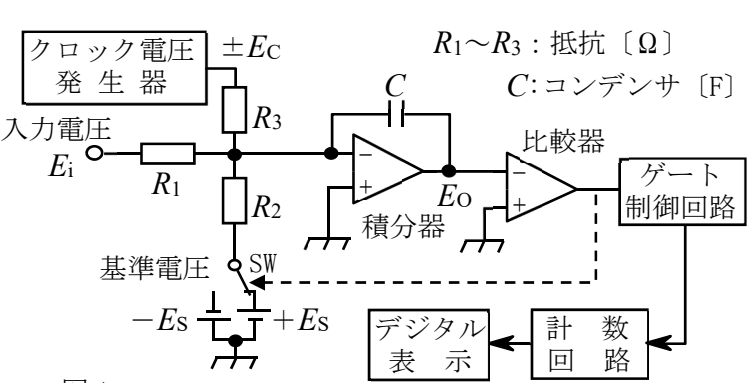 クロック電圧
発 生 器
±EC
R1～R3：抵抗〔Ω〕
C:コンデンサ〔F〕
入力電圧
Ei
R1
R3
C
R2
−
+
EO
積分器
比較器
−
+
ゲート
制御回路
基準電圧
SW
−ES
+ES
デジタル
表 示
計 数
回 路